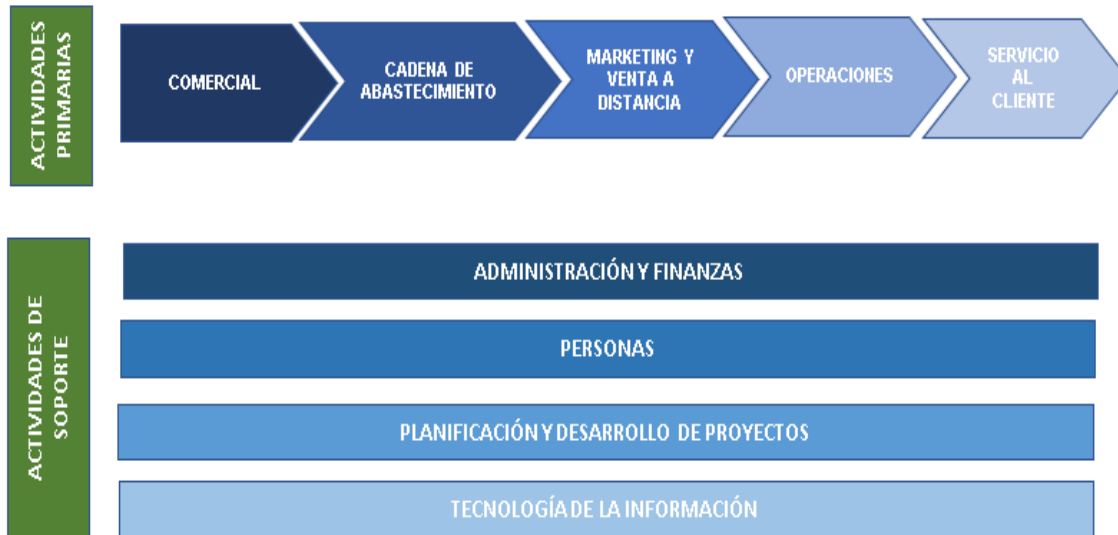 ACTIVIDADES
PRIMARIAS
COMERCIAL
CADENA DE
ABASTECIMIENTO
MARKETING Y
VENTA A
DISTANCIA
OPERACIONES
SERVICIO
AL
CLIENTE
ACTIVIDADES DE
SOPORTE
ADMINISTRACIÓN Y FINANZAS
PERSONAS
PLANIFICACIÓN Y DESARROLLO DE PROYECTOS
TECNOLOGÍA DE LA INFORMACIÓN